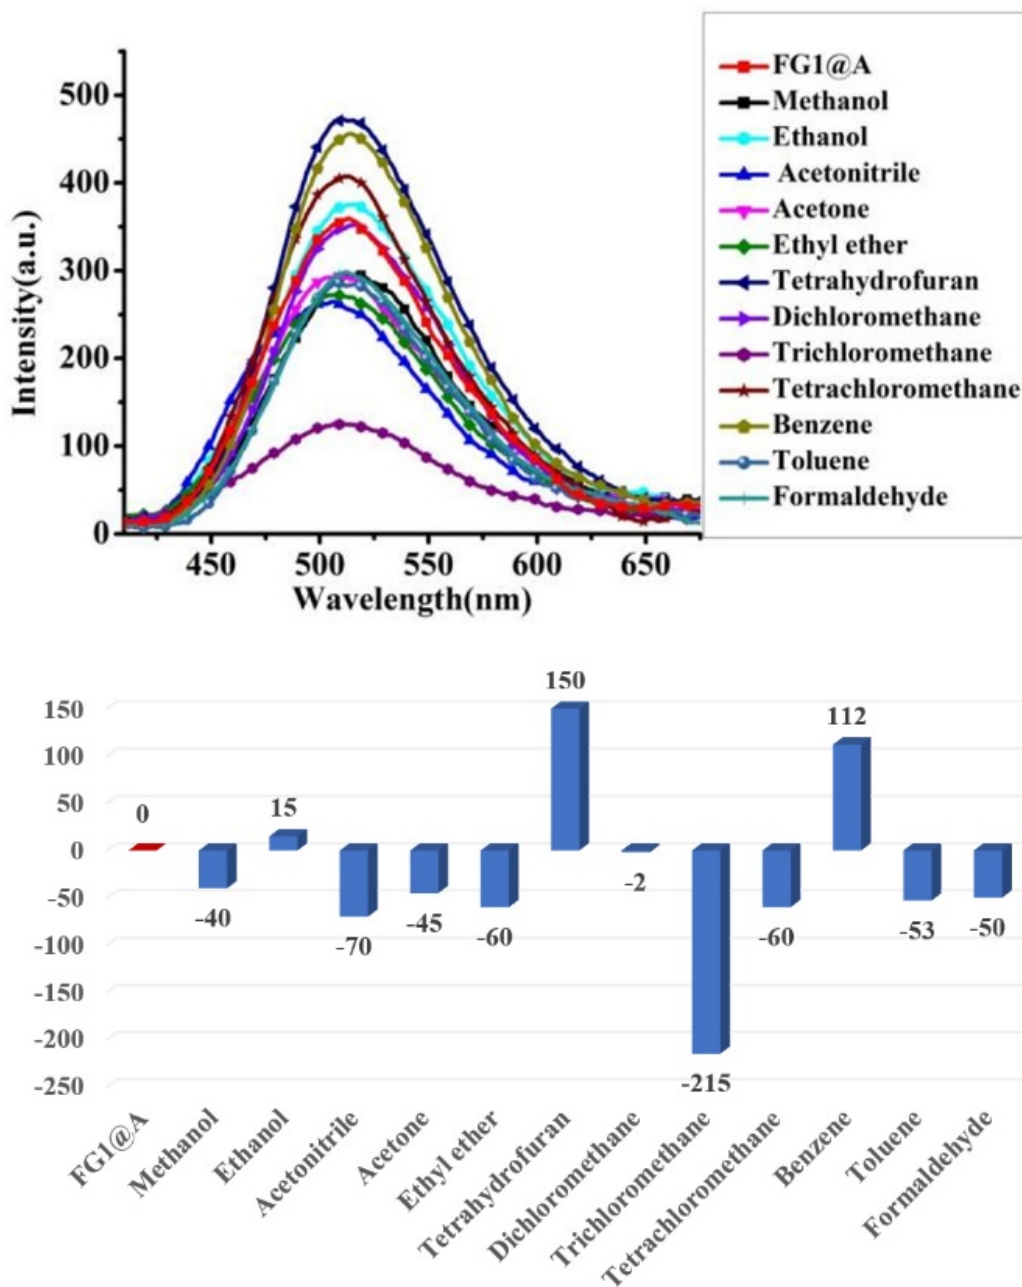 FG1@A
Methanol
Ethanol
Acetonitrile
Acetone
Ethyl ether
Tetrahydrofuran
Dichloromethane
Trichloromethane
Tetrachloromethane
Benzene
Toluene
Formaldehyde
500
400
300
200
100
0
Intensity(a.u.)
450 500 550 600 650
Wavelength(nm)
150
100
50
0
-50
-100
-150
-200
-250
0
-40
15
-70
-45
-60
150
-2
-215
-60
112
-53
-50
FG1@A
Methanol
Ethanol
Acetonitrile
Acetone
Ethyl ether
Tetrahydrofuran
Dichloromethane
Trichloromethane
Tetrachloromethane
Benzene
Toluene
Formaldehyde